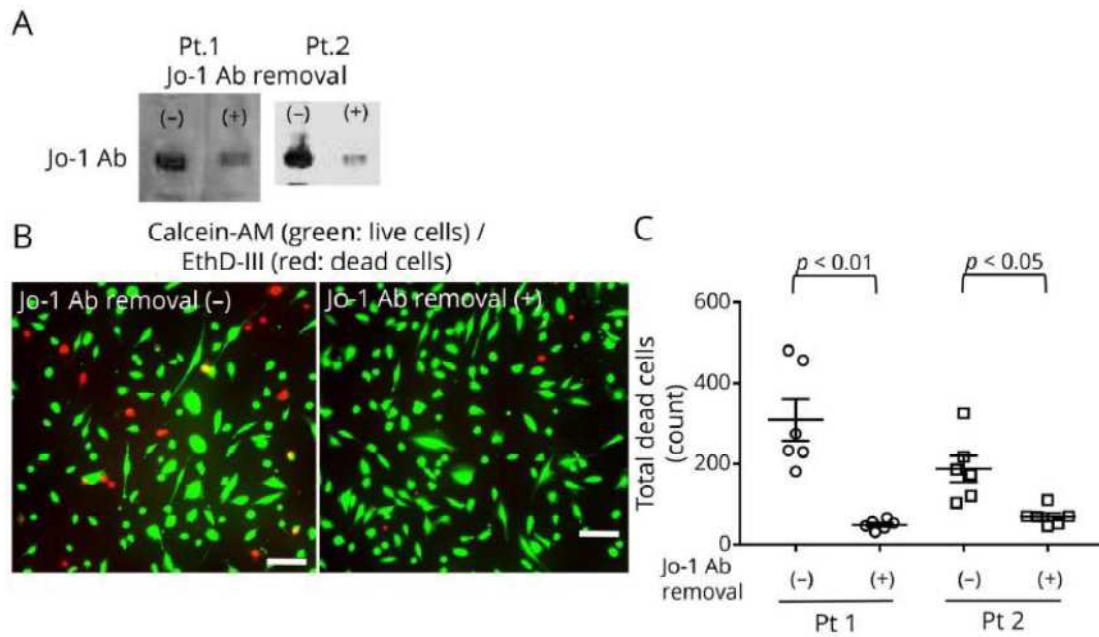 A
Pt.1 Pt.2
Jo-1 Ab removal
(–) (+) (–) (+)
Jo-1 Ab
B
Calcein-AM (green: live cells) /
EthD-III (red: dead cells)
Jo-1 Ab removal (–) Jo-1 Ab removal (+)
C
p < 0.01 p < 0.05
Total dead cells
(count)
600
400
200
0
Jo-1 Ab
removal
(–) (+) (–) (+)
Pt 1 Pt 2